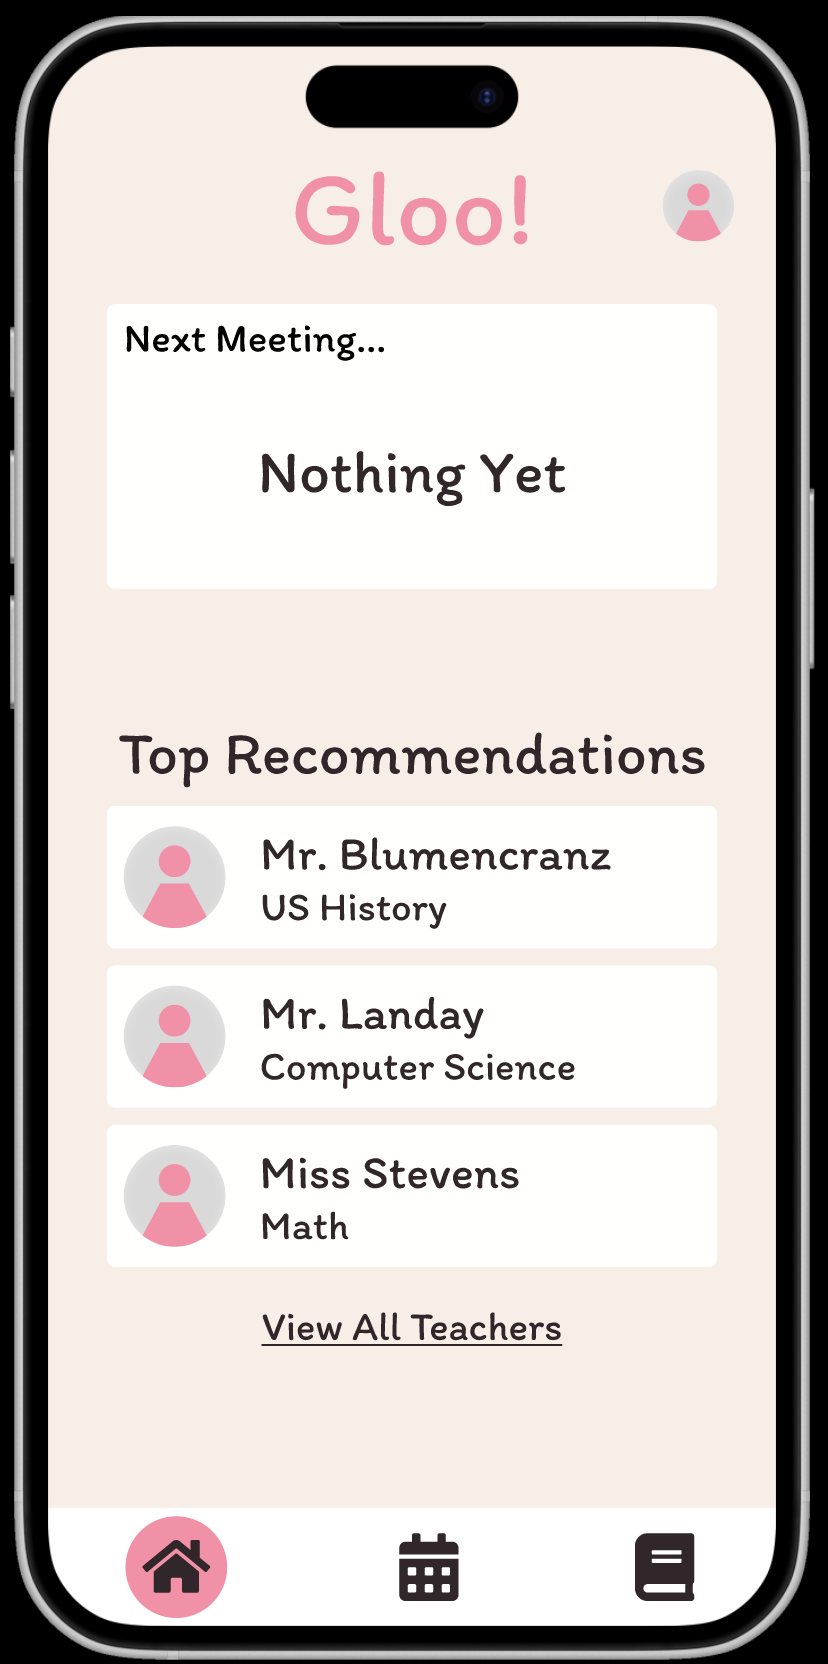 Gloo!
Next Meeting...
Nothing Yet
Top Recommendations
Mr. Blumencranz
US History
Mr. Landay
Computer Science
Miss Stevens
Math
View All Teachers